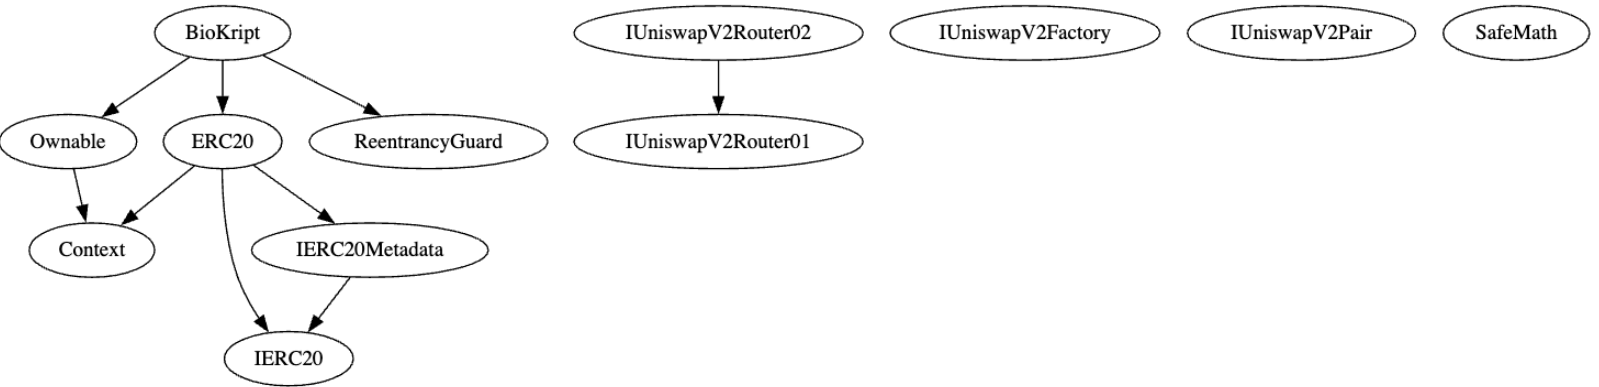 BioKript
IUniswapV2Router02
IUniswapV2Factory
IUniswapV2Pair
SafeMath
Ownable
ERC20
ReentrancyGuard
IUniswapV2Router01
Context
IERC20Metadata
IERC20